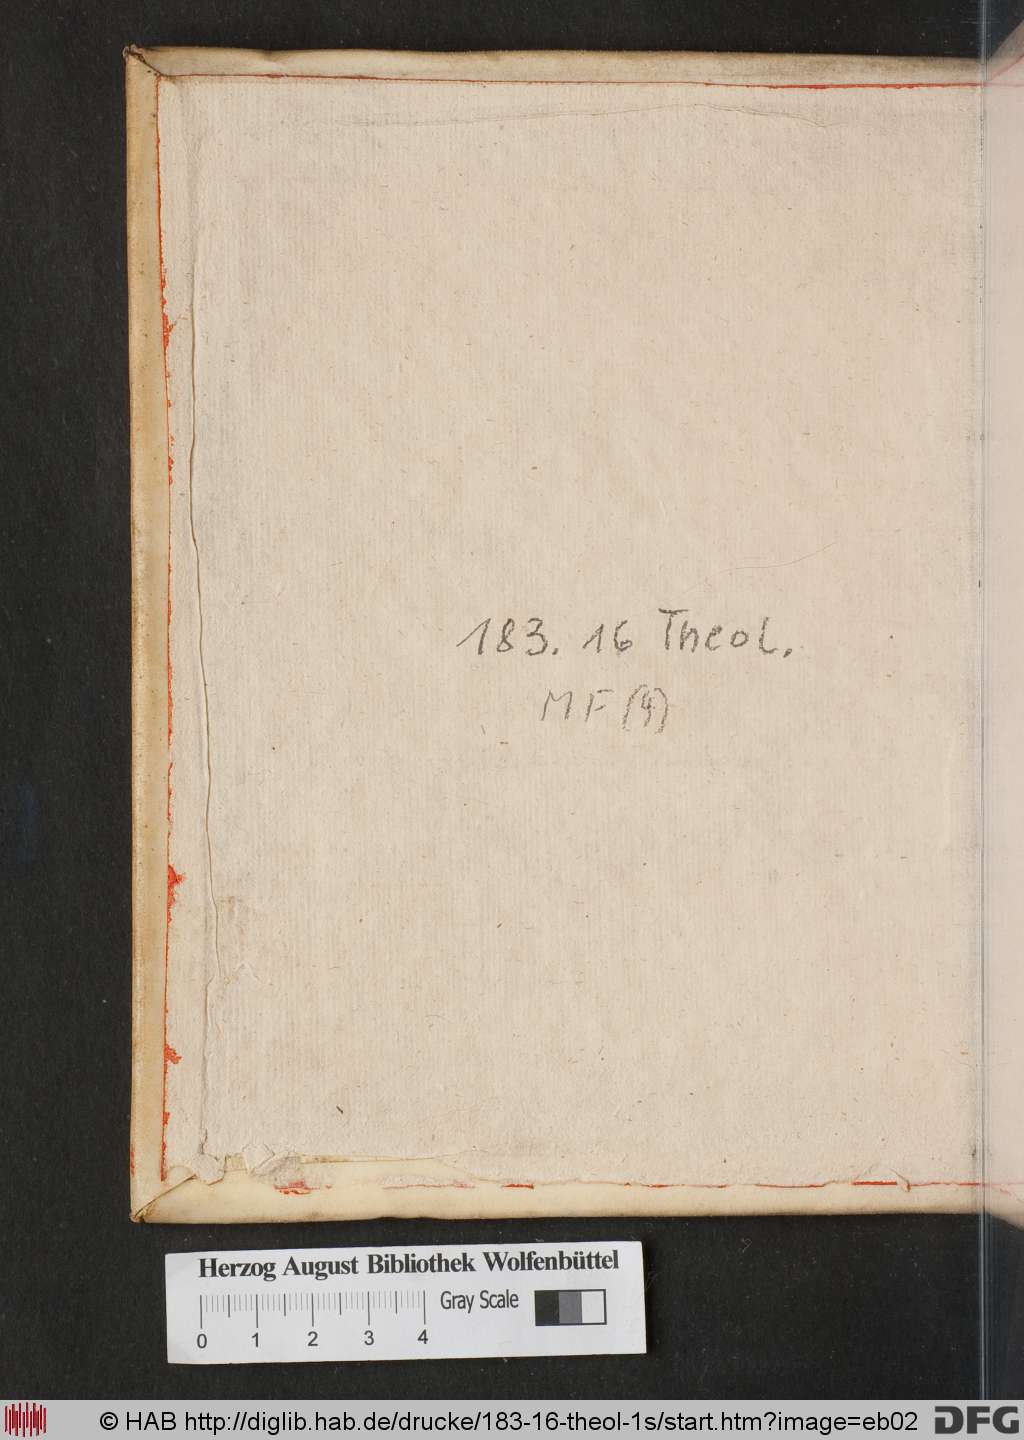 183. 16 Theol.
MF (4)
Herzog August Bibliothek Wolfenbüttel
Gray Scale
0 1 2 3 4
© HAB http://diglib.hab.de/drucke/183-16-theol-1s/start.htm?image=eb02
DFG